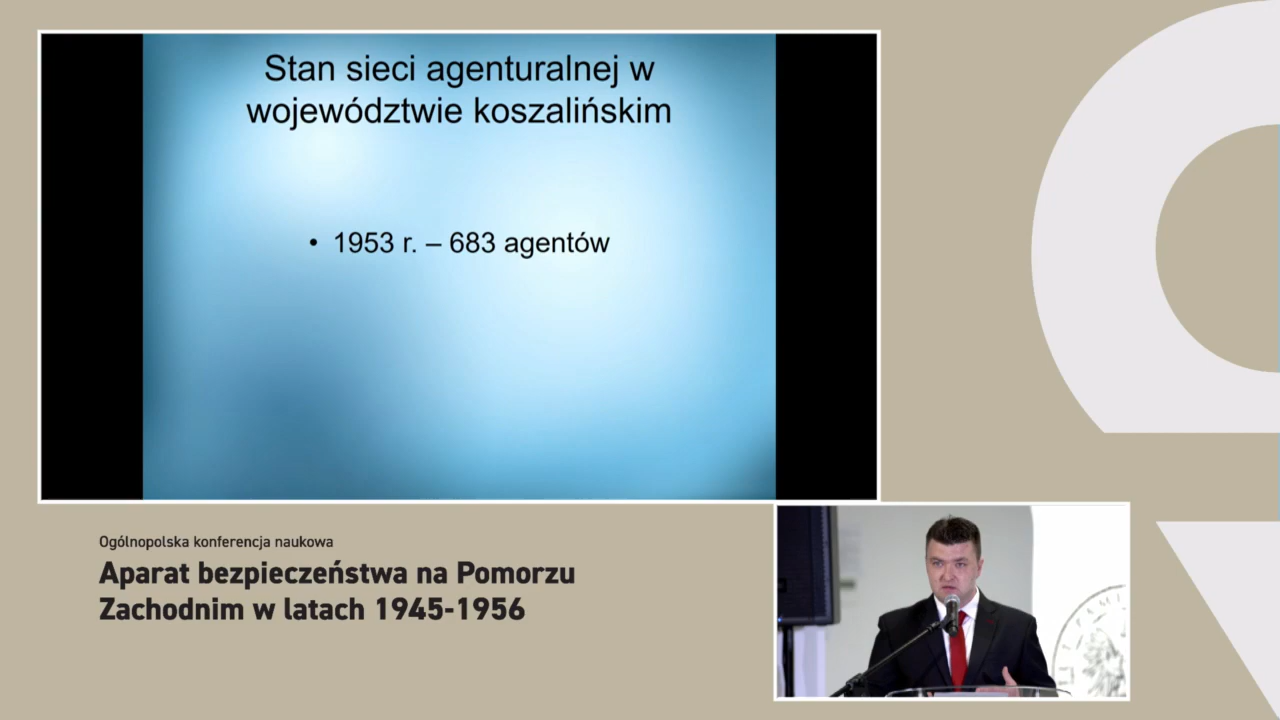 Stan sieci agenturalnej w
województwie koszalińskim
• 1953 r. – 683 agentów
Ogólnopolska konferencja naukowa
Aparat bezpieczeństwa na Pomorzu
Zachodnim w latach 1945-1956